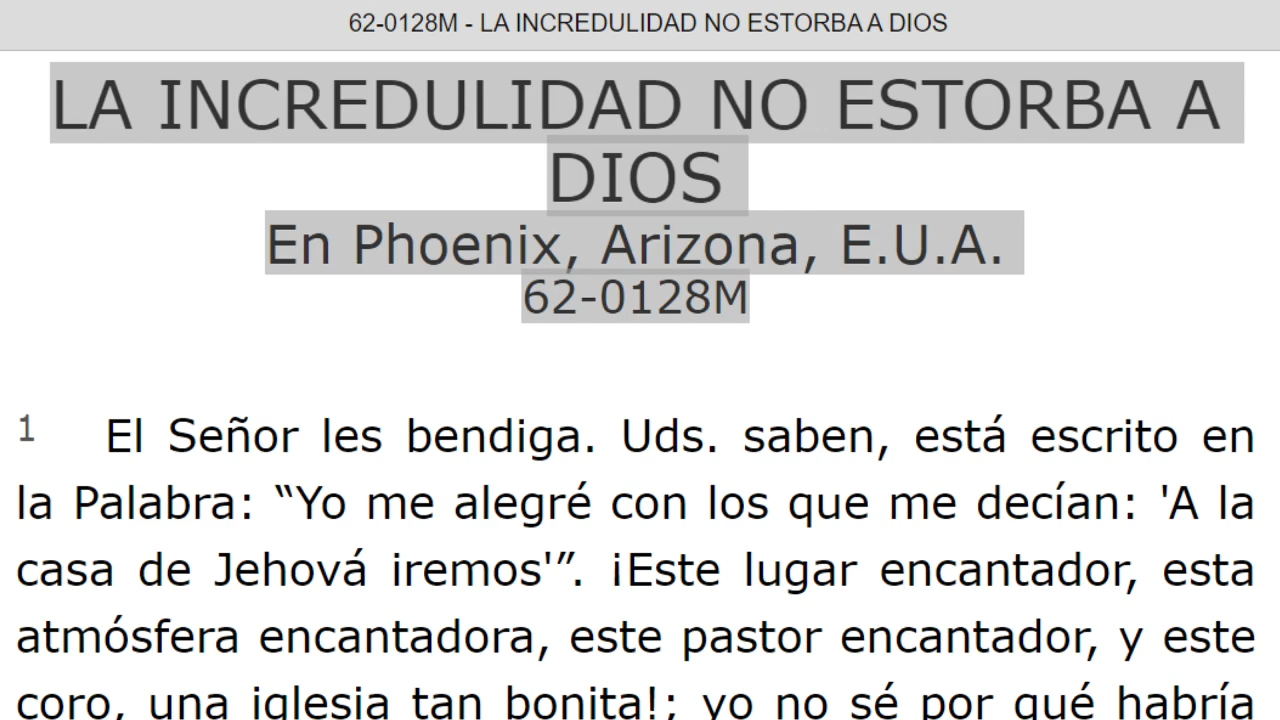 62-0128M - LA INCREDULIDAD NO ESTORBA A DIOS
LA INCREDULIDAD NO ESTORBA A
DIOS
En Phoenix, Arizona, E.U.A.
62-0128M
1 El Señor les bendiga. Uds. saben, está escrito en
la Palabra: “Yo me alegré con los que me decían: 'A la
casa de Jehová iremos'”. ¡Este lugar encantador, esta
atmósfera encantadora, este pastor encantador, y este
coro, una iglesia tan bonita!; yo no sé por qué habría